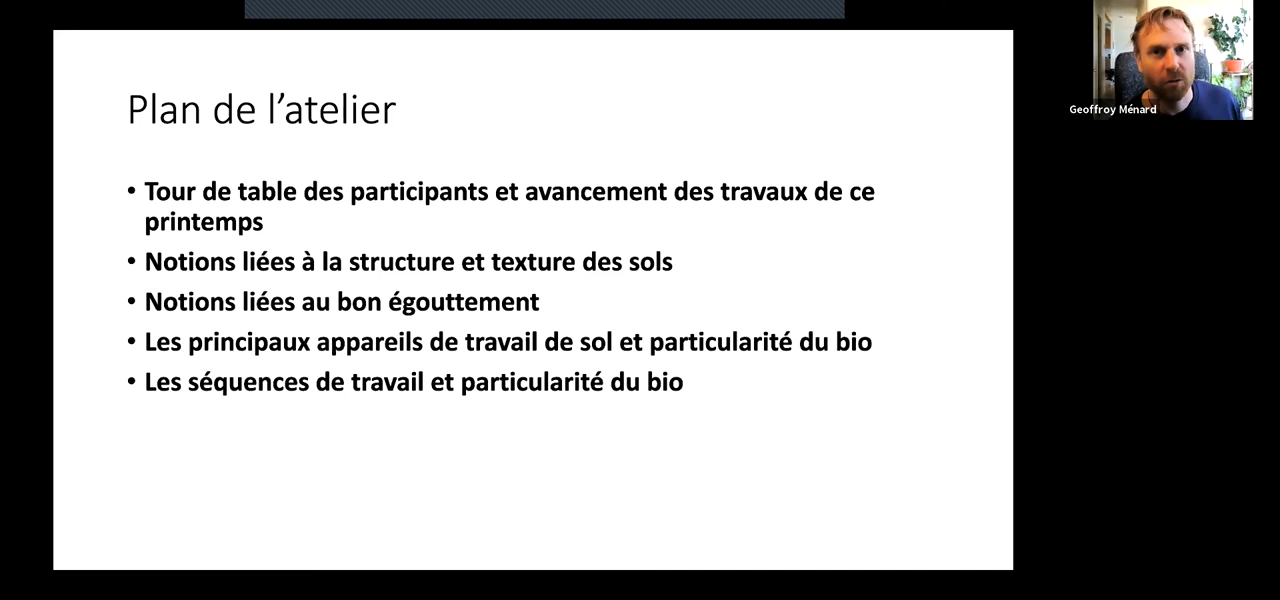 Plan de l’atelier
• Tour de table des participants et avancement des travaux de ce
printemps
• Notions liées à la structure et texture des sols
• Notions liées au bon égouttement
• Les principaux appareils de travail de sol et particularité du bio
• Les séquences de travail et particularité du bio
Geoffroy Ménard